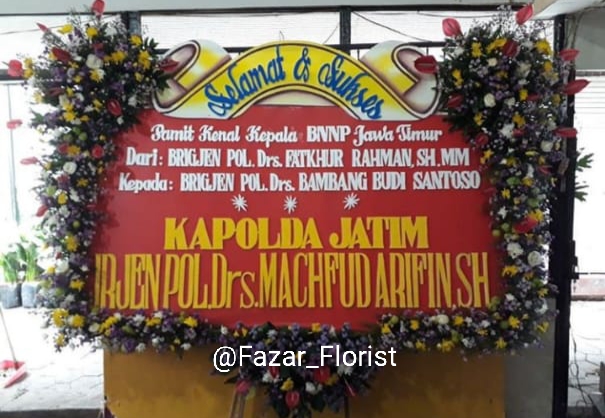 Selamat & Sukses
Pamit Kenal Kepala BNNP Jawa Timur
Dari : BRIGJEN POL. Drs. FATKHUR RAHMAN, SH, MM
Kepada : BRIGJEN POL. Drs. BAMBANG BUDI SANTOSO
KAPOLDA JATIM
IRJEN POL. Drs. MACHFUD ARIFIN, SH
@Fazar_Florist